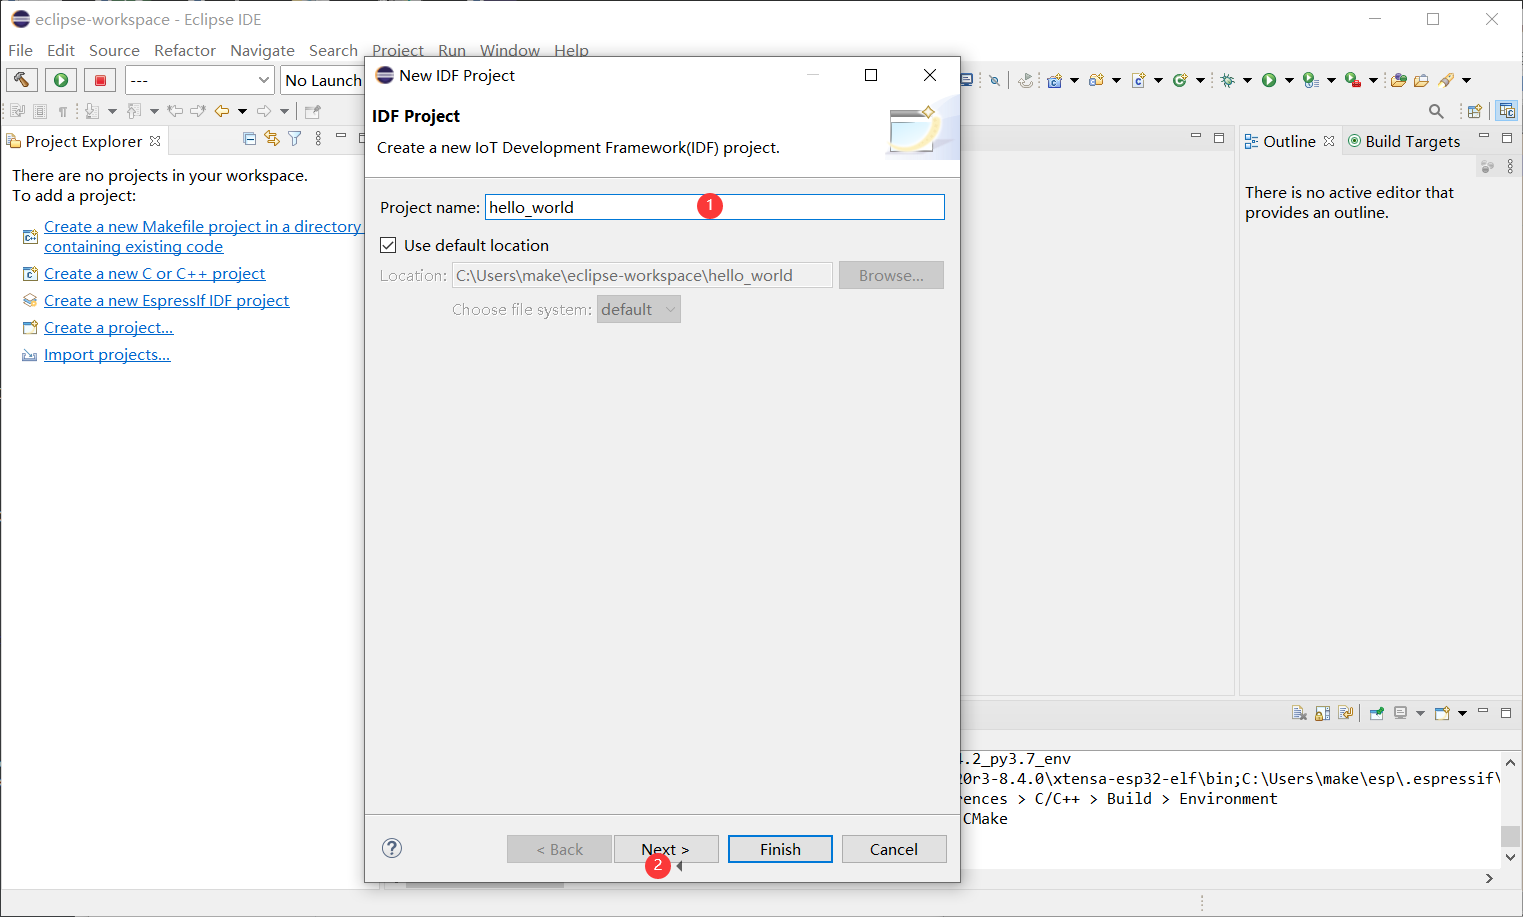 eclipse-workspace - Eclipse IDE
File Edit Source Refactor Navigate Search Project Run Window Help
---
No Launch
New IDF Project
IDF Project
Create a new IoT Development Framework(IDF) project.
Project name: hello_world
1
Use default location
Location: C:\Users\make\eclipse-workspace\hello_world Browse...
Choose file system: default
< Back Next > Finish Cancel
2
Project Explorer
There are no projects in your workspace.
To add a project:
Create a new Makefile project in a directory
containing existing code
Create a new C or C++ project
Create a new Espressif IDF project
Create a project...
Import projects...
Outline Build Targets
There is no active editor that
provides an outline.
4.2_py3.7_env
20r3-8.4.0\xtensa-esp32-elf\bin;C:\Users\make\esp\.espressif\
rences > C/C++ > Build > Environment
CMake